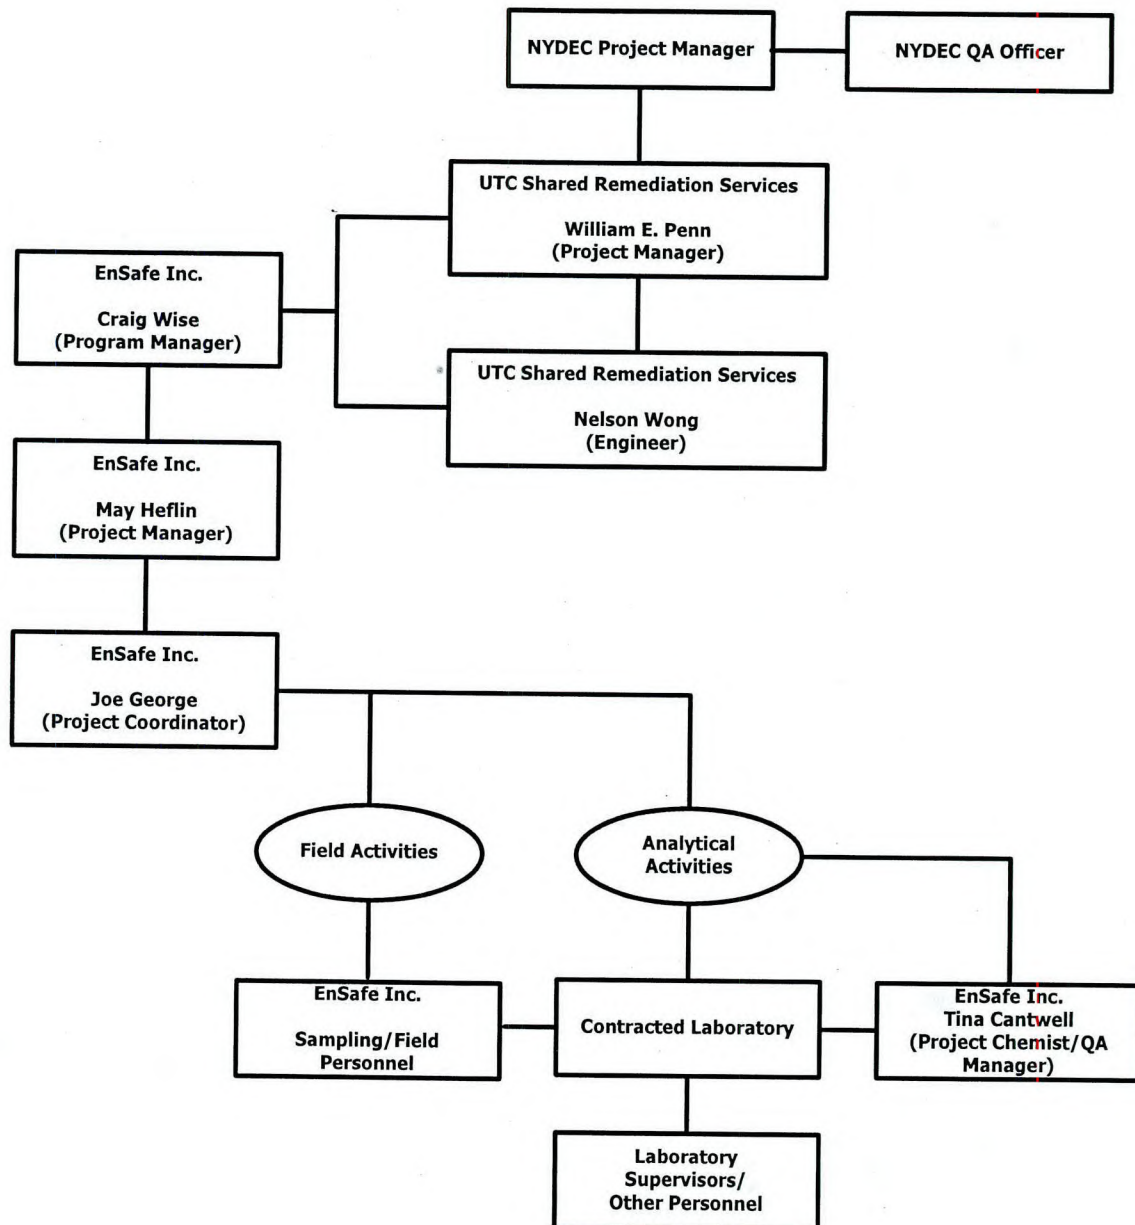 NYDEC Project Manager
NYDEC QA Officer
UTC Shared Remediation Services
William E. Penn
(Project Manager)
EnSafe Inc.
Craig Wise
(Program Manager)
UTC Shared Remediation Services
Nelson Wong
(Engineer)
EnSafe Inc.
May Heflin
(Project Manager)
EnSafe Inc.
Joe George
(Project Coordinator)
Field Activities
Analytical
Activities
EnSafe Inc.
Sampling/Field
Personnel
Contracted Laboratory
EnSafe Inc.
Tina Cantwell
(Project Chemist/QA
Manager)
Laboratory
Supervisors/
Other Personnel